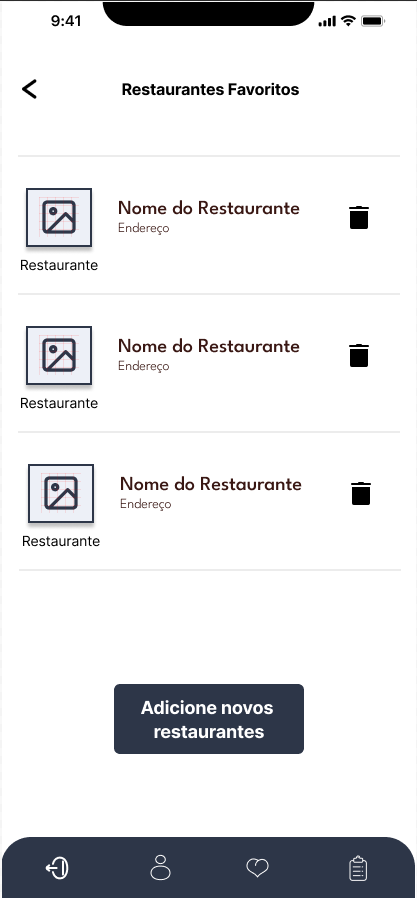 9:41
Restaurantes Favoritos
Nome do Restaurante
Endereço
Restaurante
Nome do Restaurante
Endereço
Restaurante
Nome do Restaurante
Endereço
Restaurante
Adicione novos
restaurantes